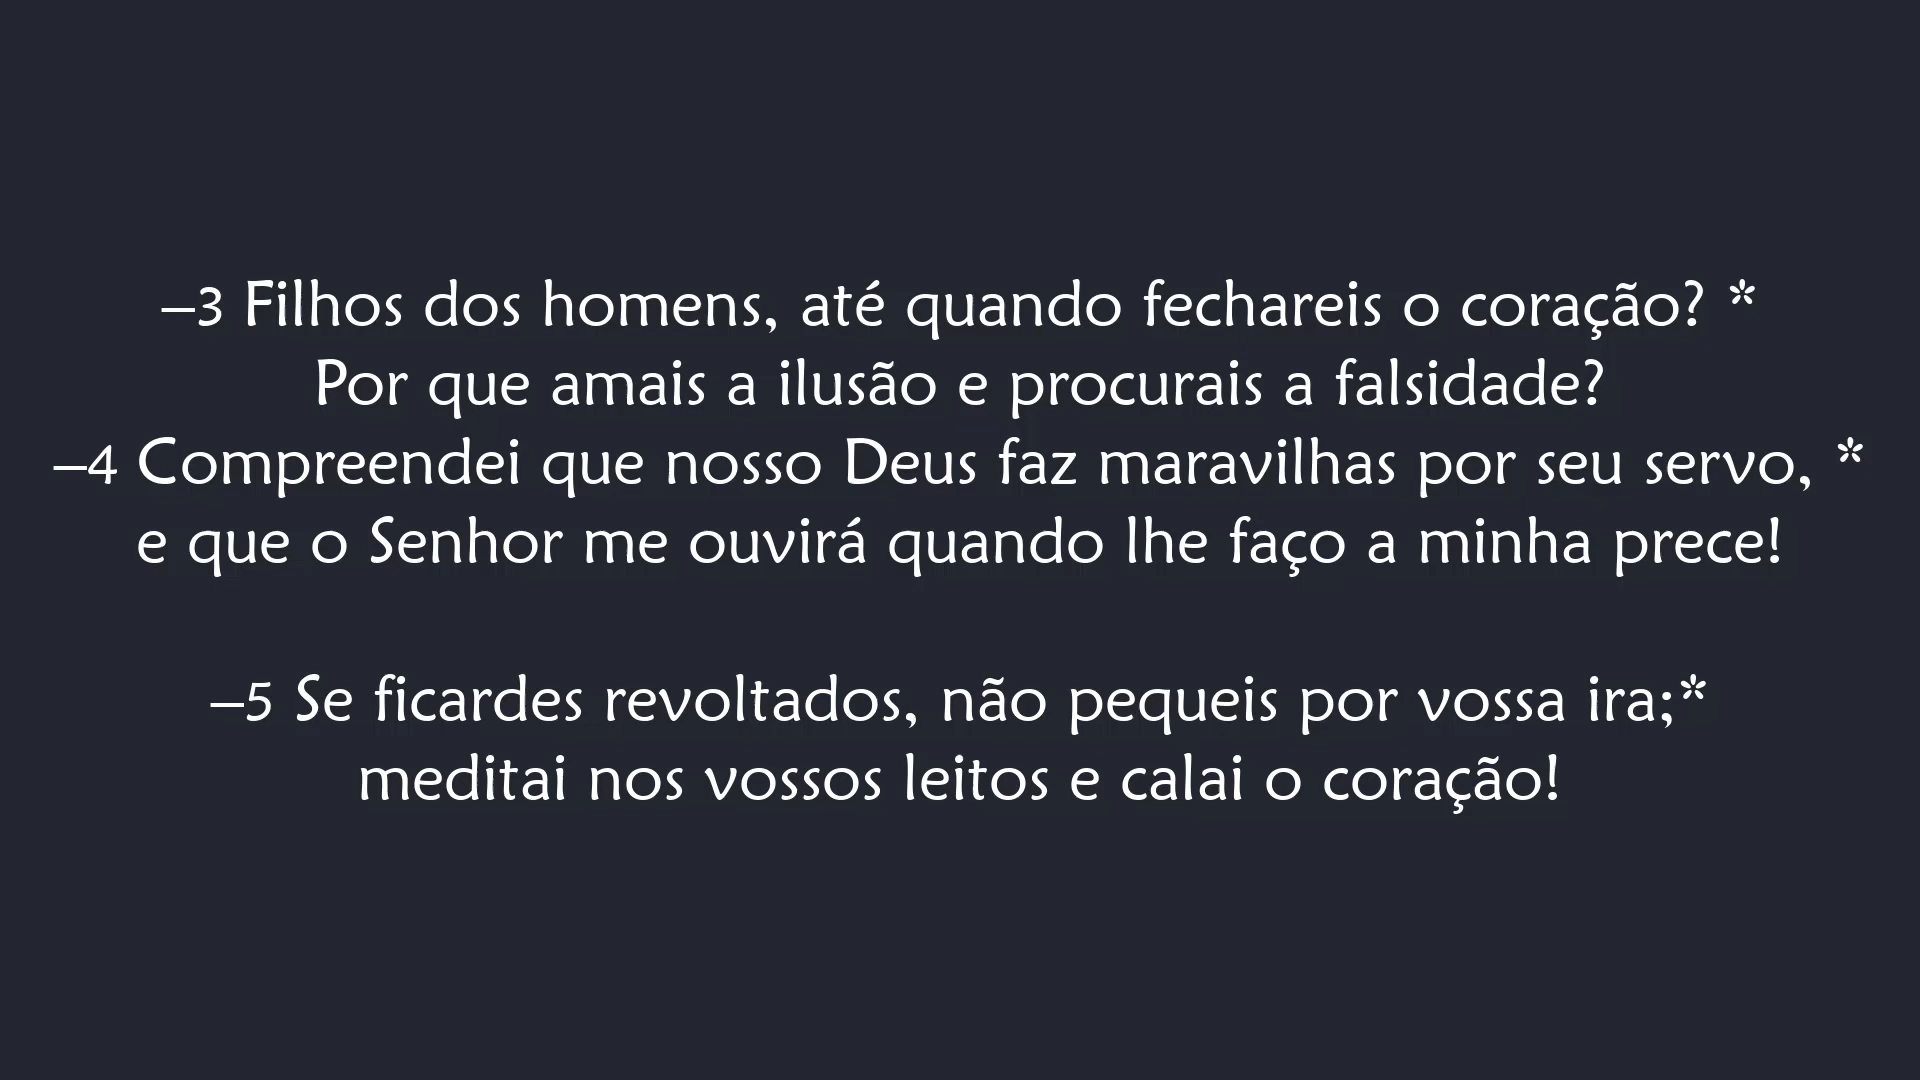 –3 Filhos dos homens, até quando fechareis o coração? *
Por que amais a ilusão e procurais a falsidade?
–4 Compreendei que nosso Deus faz maravilhas por seu servo, *
e que o Senhor me ouvirá quando lhe faço a minha prece!
–5 Se ficardes revoltados, não pequeis por vossa ira;*
meditai nos vossos leitos e calai o coração!